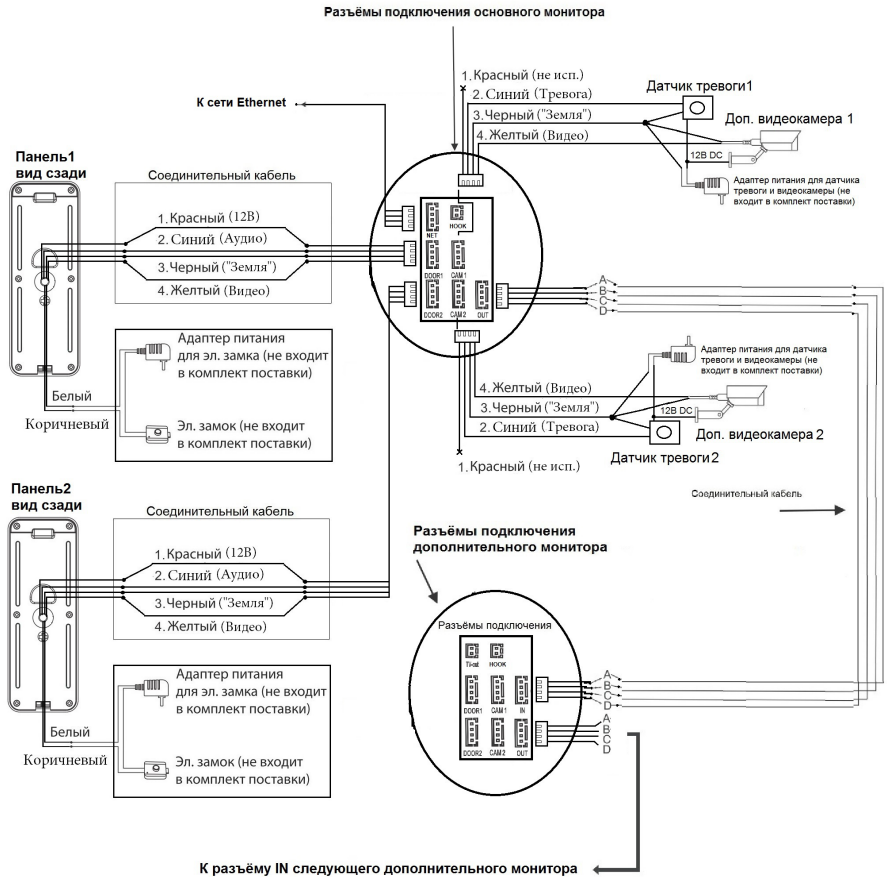 Разъёмы подключения основного монитора
1. Красный (не исп.)
2. Синий (Тревога)
3. Черный ("Земля")
4. Желтый (Видео)
Датчик тревоги1
Доп. видеокамера 1
12В DC
Адаптер питания для датчика
тревоги и видеокамеры (не
входит в комплект поставки)
К сети Ethernet
Панель1
вид сзади
Соединительный кабель
1. Красный (12В)
2. Синий (Аудио)
3. Черный ("Земля")
4. Желтый (Видео)
NET
HOOK
DOOR1
CAM 1
DOOR2
CAM 2
OUT
A
B
C
D
Адаптер питания
для эл. замка (не входит
в комплект поставки)
Белый
Коричневый
Эл. замок (не входит
в комплект поставки)
Адаптер питания для датчика
тревоги и видеокамеры (не
входит в комплект поставки)
4. Желтый (Видео)
3. Черный ("Земля")
2. Синий (Тревога)
1. Красный (не исп.)
12В DC
Доп. видеокамера 2
Датчик тревоги2
Соединительный кабель
Панель2
вид сзади
Соединительный кабель
1. Красный (12В)
2. Синий (Аудио)
3. Черный ("Земля")
4. Желтый (Видео)
Разъёмы подключения
дополнительного монитора
Разъёмы подключения
HOOK
DOOR1
CAM 1
IN
DOOR2
CAM 2
OUT
A
B
C
D
A
B
C
D
Адаптер питания
для эл. замка (не входит
в комплект поставки)
Белый
Коричневый
Эл. замок (не входит
в комплект поставки)
К разъёму IN следующего дополнительного монитора